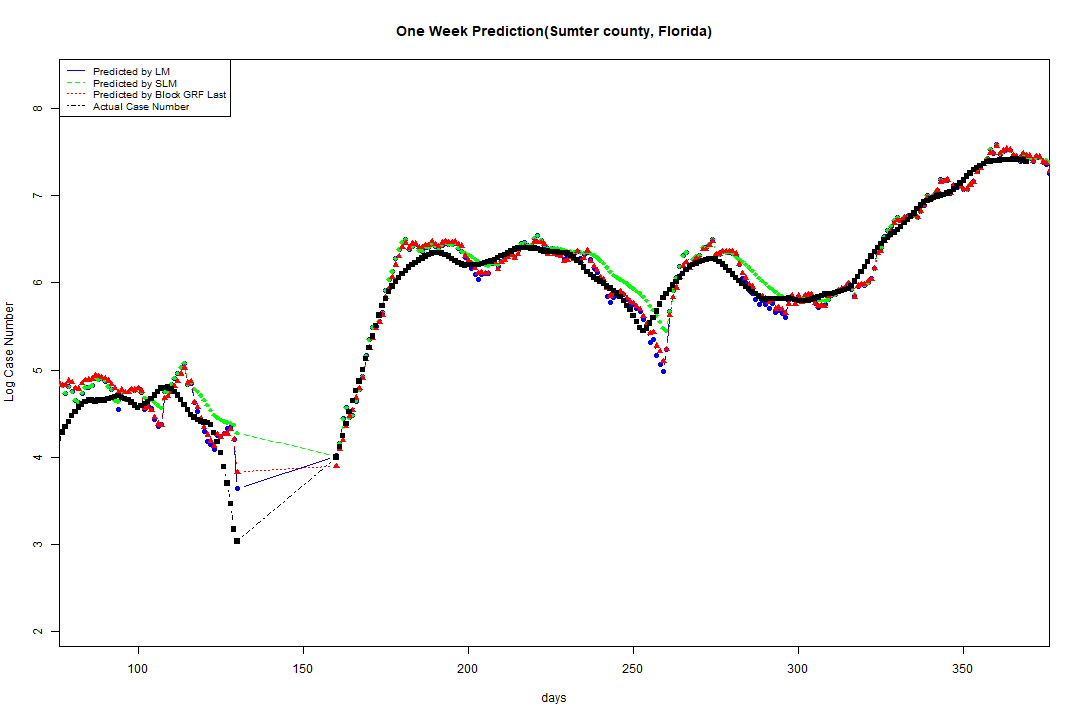 One Week Prediction(Sumter county, Florida)
Predicted by LM
Predicted by SLM
Predicted by Block GRF Last
Actual Case Number
8
7
6
5
4
3
2
Log Case Number
100 150 200 250 300 350
days